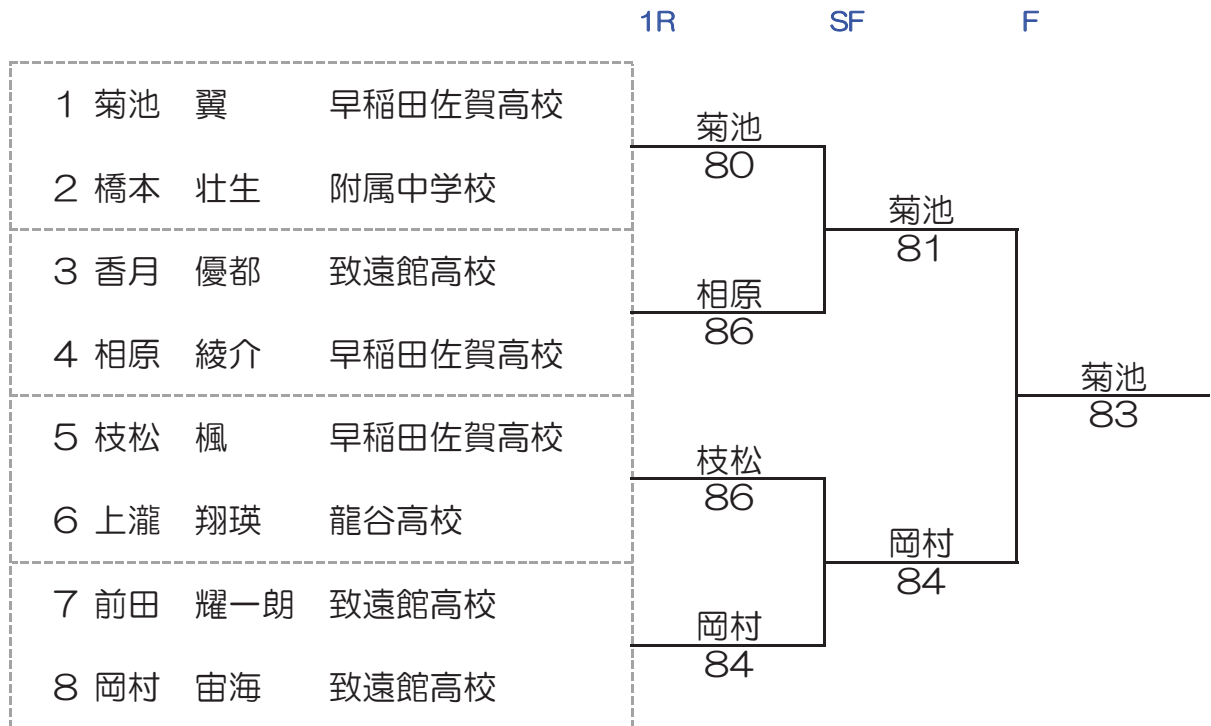 1R SF F
1 菊池 翼 早稲田佐賀高校
菊池
80
2 橋本 壮生 附属中学校
菊池
81
3 香月 優都 致遠館高校
相原
86
4 相原 綾介 早稲田佐賀高校
菊池
83
5 枝松 楓 早稲田佐賀高校
枝松
86
6 上瀧 翔瑛 龍谷高校
岡村
84
7 前田 耀一朗 致遠館高校
岡村
84
8 岡村 宙海 致遠館高校